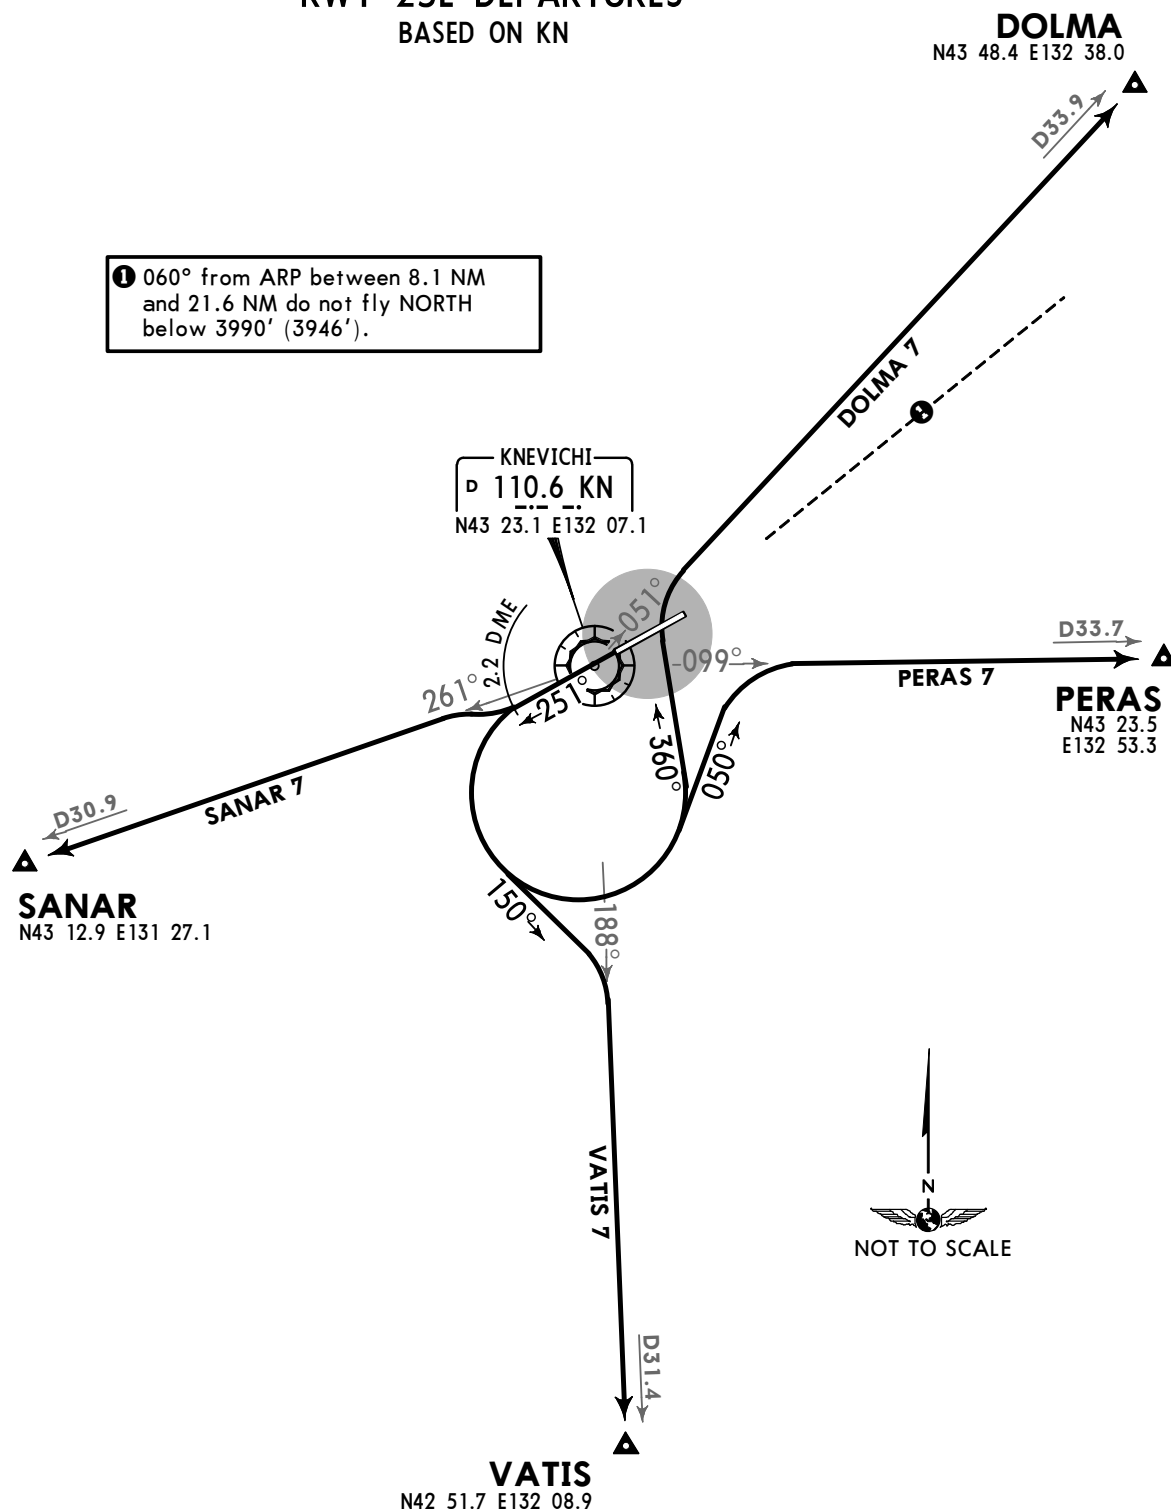 RWY 25L DEPARTURES
BASED ON KN
DOLMA
N43 48.4 E132 38.0
D33.9
1 060° from ARP between 8.1 NM
and 21.6 NM do not fly NORTH
below 3990' (3946').
DOLMA 7
KNEVICHI
D 110.6 KN
N43 23.1 E132 07.1
2.2 DME
051°
099°
D33.7
PERAS 7
PERAS
N43 23.5
E132 53.3
261°
251°
360°
050°
SANAR 7
D30.9
SANAR
N43 12.9 E131 27.1
150°
188°
VATIS 7
N
NOT TO SCALE
D31.4
VATIS
N42 51.7 E132 08.9